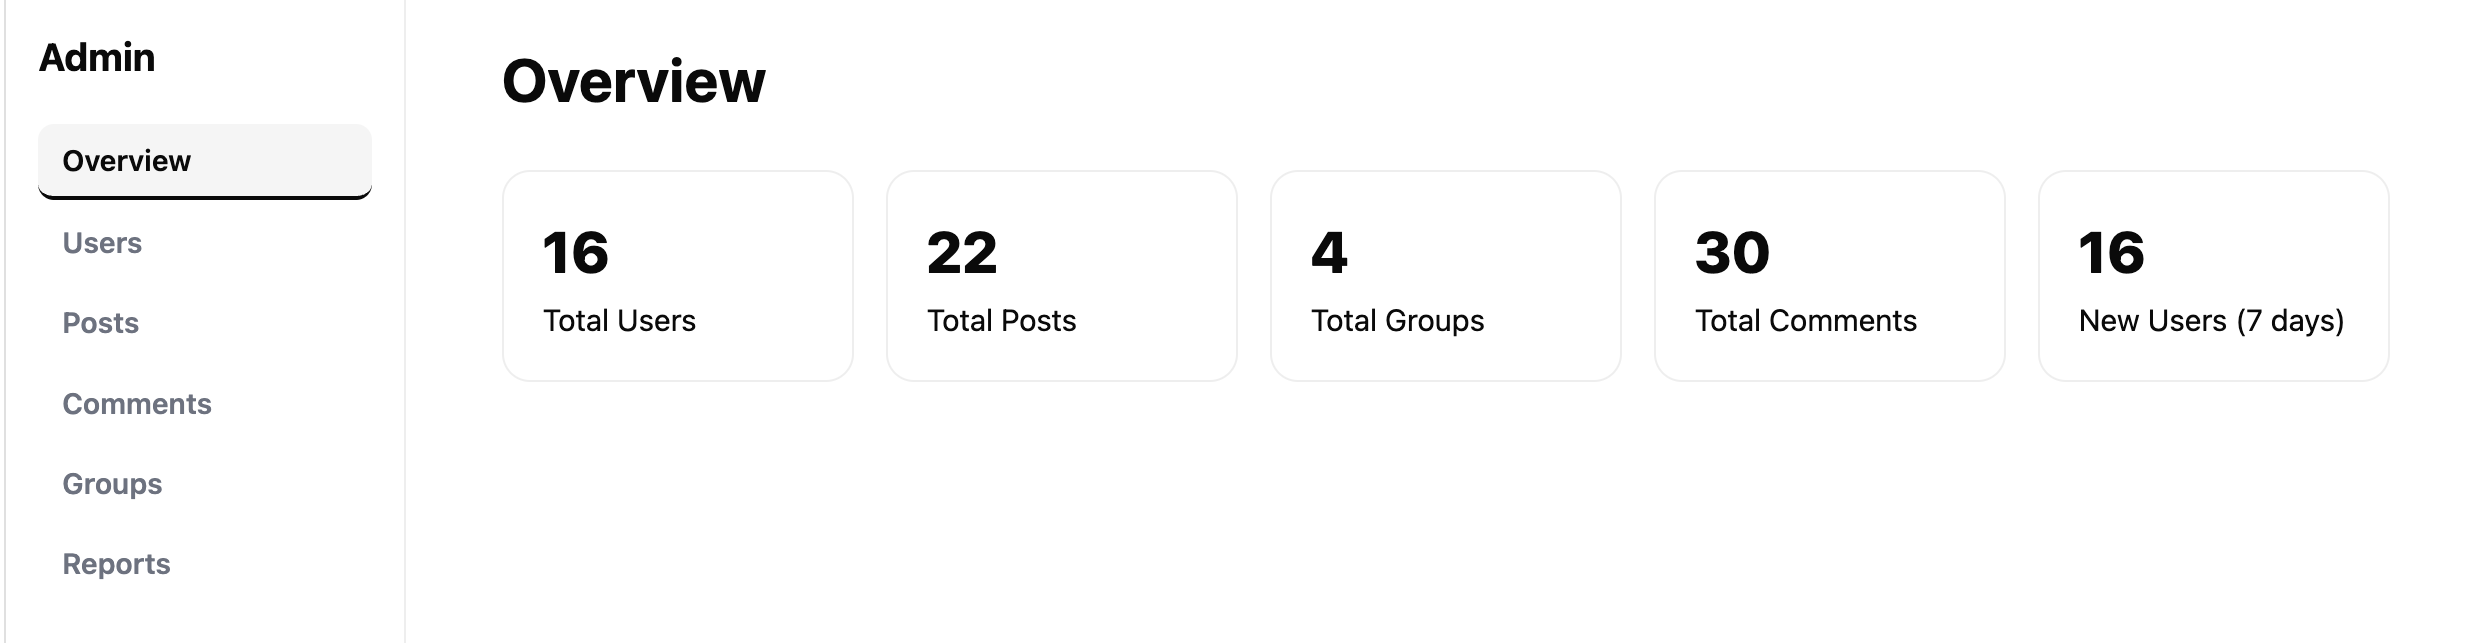 Admin
Overview
Users
Posts
Comments
Groups
Reports
Overview
16
Total Users
22
Total Posts
4
Total Groups
30
Total Comments
16
New Users (7 days)